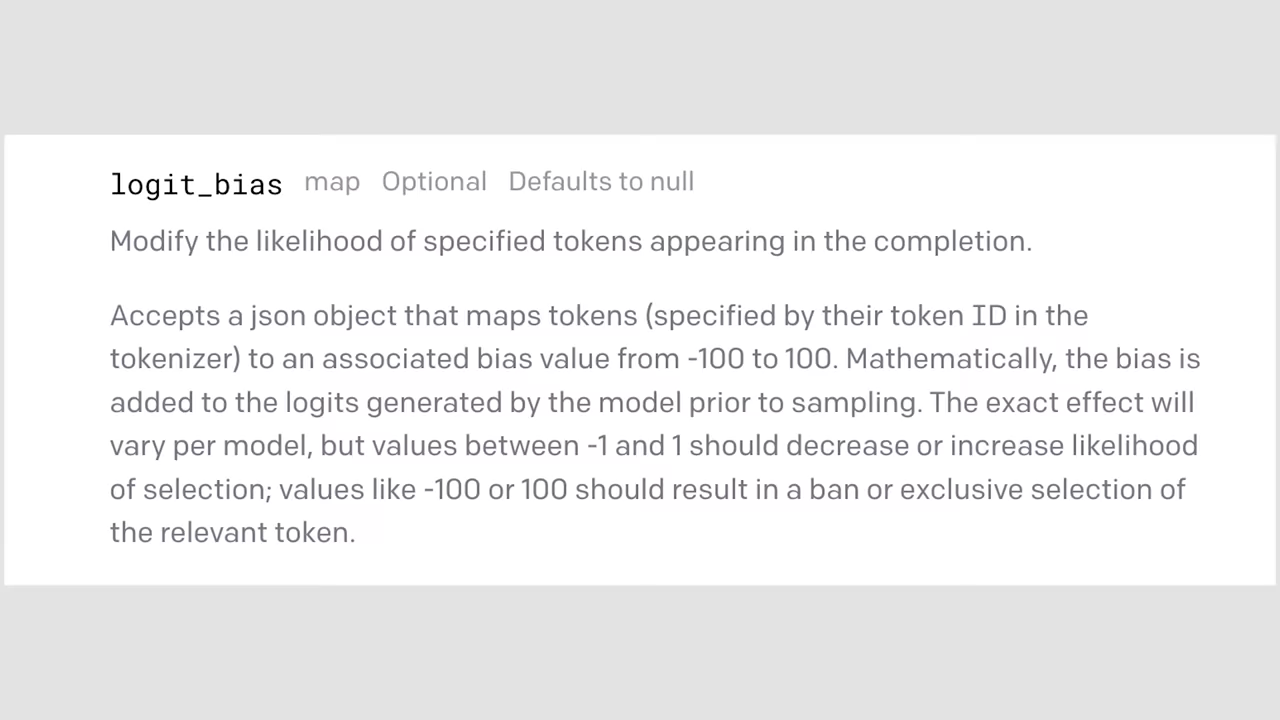 logit_bias map Optional Defaults to null
Modify the likelihood of specified tokens appearing in the completion.
Accepts a json object that maps tokens (specified by their token ID in the
tokenizer) to an associated bias value from -100 to 100. Mathematically, the bias is
added to the logits generated by the model prior to sampling. The exact effect will
vary per model, but values between -1 and 1 should decrease or increase likelihood
of selection; values like -100 or 100 should result in a ban or exclusive selection of
the relevant token.